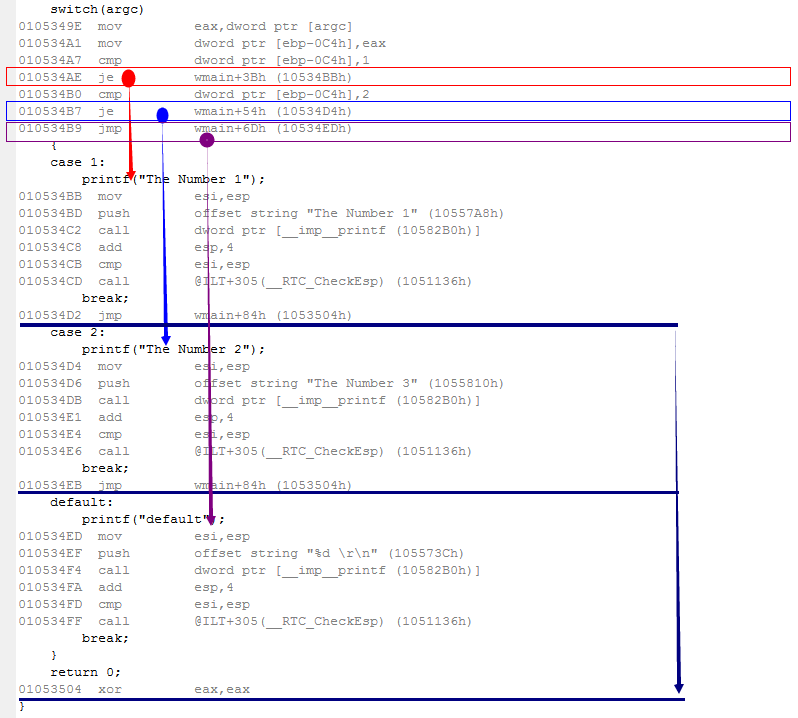 switch(argc)
0105349E  mov         eax,dword ptr [argc]
010534A1  mov         dword ptr [ebp-0C4h],eax
010534A7  cmp         dword ptr [ebp-0C4h],1
010534AE  je          wmain+3Bh (10534BBh)
010534B0  cmp         dword ptr [ebp-0C4h],2
010534B7  je          wmain+54h (10534D4h)
010534B9  jmp         wmain+6Dh (10534EDh)
{
case 1:
printf("The Number 1");
010534BB  mov         esi,esp
010534BD  push        offset string "The Number 1" (10557A8h)
010534C2  call        dword ptr [__imp__printf (10582B0h)]
010534C8  add         esp,4
010534CB  cmp         esi,esp
010534CD  call        @ILT+305(__RTC_CheckEsp) (1051136h)
break;
010534D2  jmp         wmain+84h (1053504h)
case 2:
printf("The Number 2");
010534D4  mov         esi,esp
010534D6  push        offset string "The Number 3" (1055810h)
010534DB  call        dword ptr [__imp__printf (10582B0h)]
010534E1  add         esp,4
010534E4  cmp         esi,esp
010534E6  call        @ILT+305(__RTC_CheckEsp) (1051136h)
break;
010534EB  jmp         wmain+84h (1053504h)
default:
printf("default");
010534ED  mov         esi,esp
010534EF  push        offset string "%d \r\n" (105573Ch)
010534F4  call        dword ptr [__imp__printf (10582B0h)]
010534FA  add         esp,4
010534FD  cmp         esi,esp
010534FF  call        @ILT+305(__RTC_CheckEsp) (1051136h)
break;
}
return 0;
01053504  xor         eax,eax
}